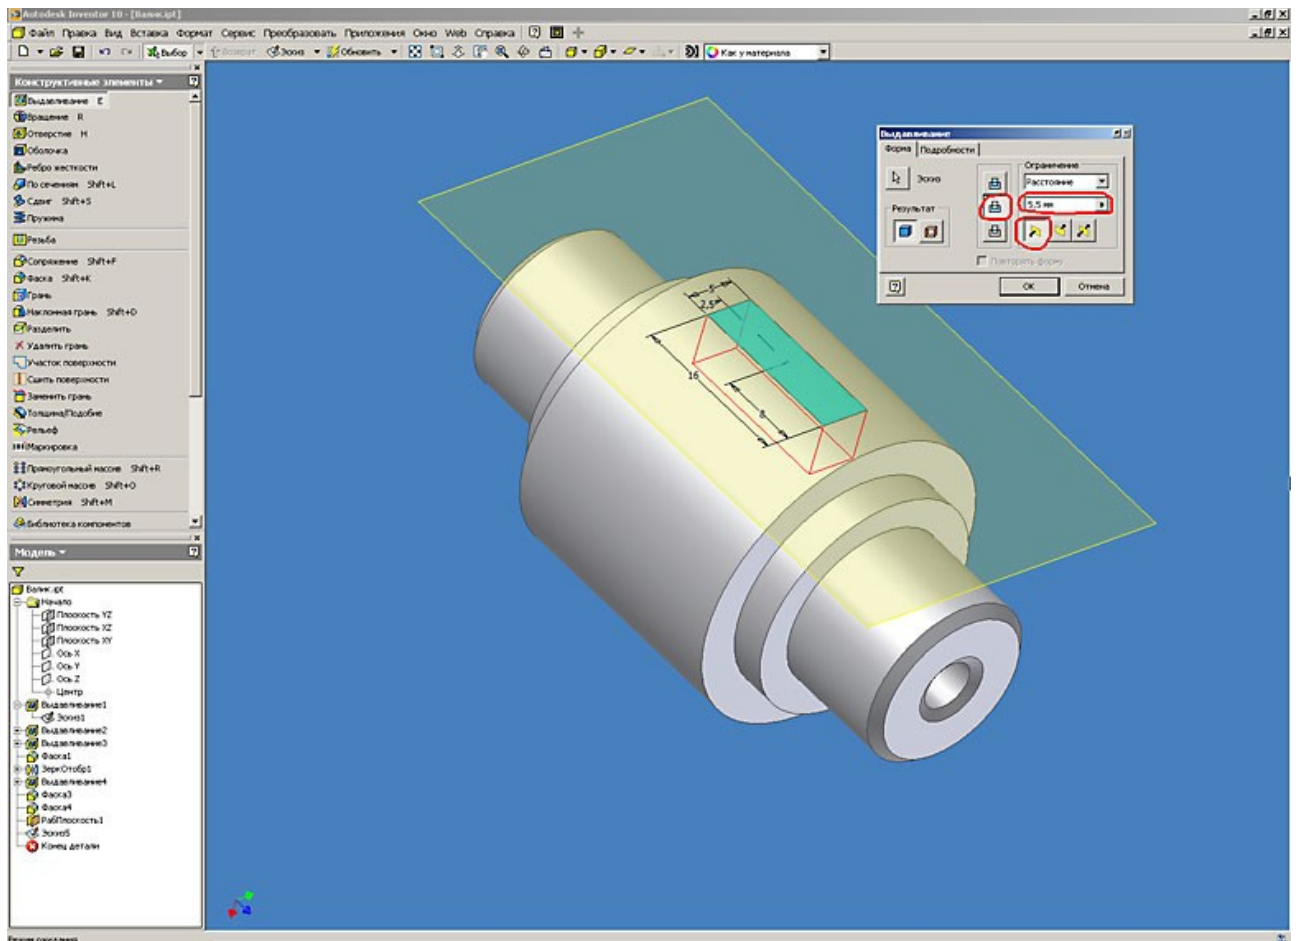 Autodesk Inventor 10 - [Валик.ipt]
Файл Правка Вид Вставка Формат Сервис Преобразовать Приложения Окно Web Справка
Выбор Возврат Эскиз Обновить Как у материала
Конструктивные элементы
Выдавливание E
Вращение R
Отверстие H
Оболочка
Ребро жесткости
По сечениям Shift+L
Сдвиг Shift+S
Пружина
Резьба
Сопряжение Shift+F
Фаска Shift+K
Грань
Наклонная грань Shift+D
Разделить
Удалить грань
Участок поверхности
Сшить поверхности
Заменить грань
Толщина/Подобие
Рельеф
Маркировка
Прямоугольный массив Shift+R
Круговой массив Shift+O
Симметрия Shift+M
Библиотека компонентов
Модель
Валик.ipt
Начало
Плоскость YZ
Плоскость XZ
Плоскость XY
Ось X
Ось Y
Ось Z
Центр
Выдавливание1
Эскиз1
Выдавливание2
Выдавливание3
Фаска1
ЗеркОтобр1
Выдавливание4
Фаска3
Фаска4
РабПлоскость1
Эскиз5
Конец детали
5
2,5
16
8
Выдавливание
Форма Подробности
Эскиз
Ограничение
Расстояние
5,5 мм
Результат
Повторять форму
OK Отмена